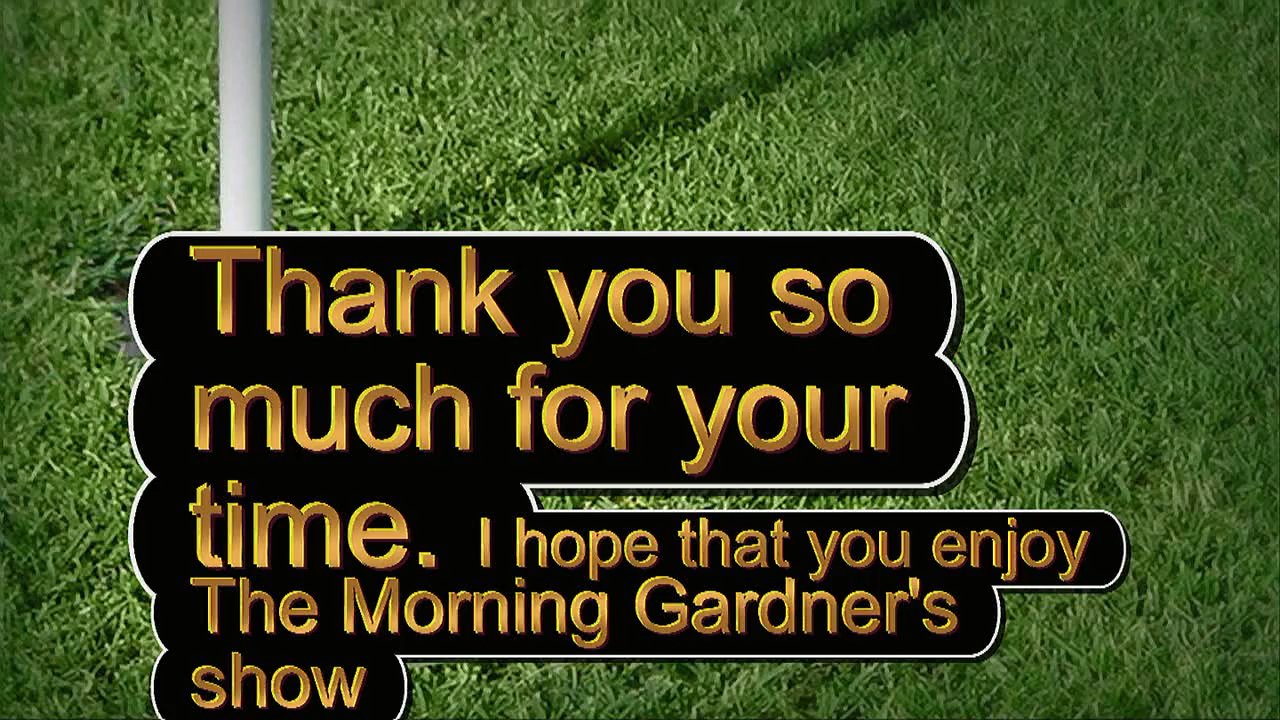 Thank you so
much for your
time. I hope that you enjoy
The Morning Gardner's
show